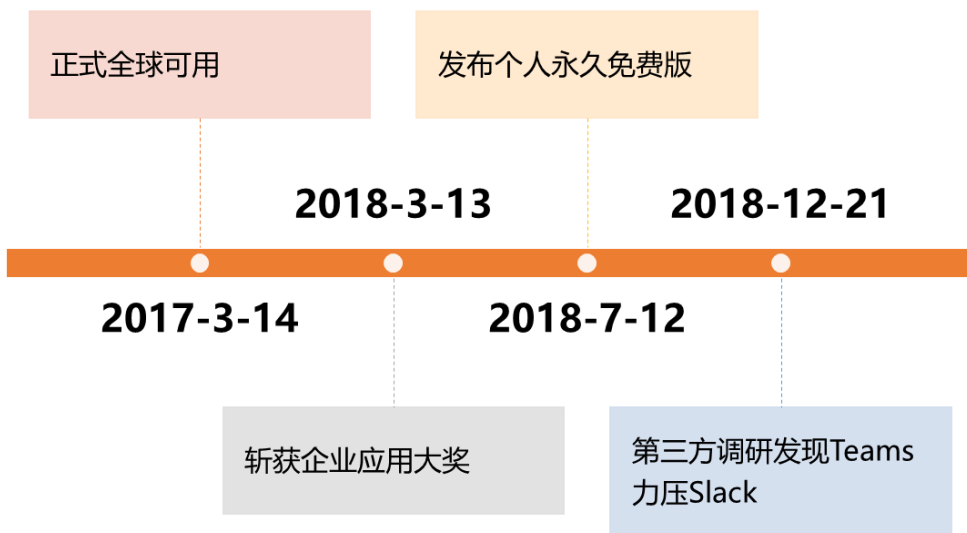 正式全球可用
发布个人永久免费版
2018-3-13
2018-12-21
2017-3-14
2018-7-12
斩获企业应用大奖
第三方调研发现Teams
力压Slack